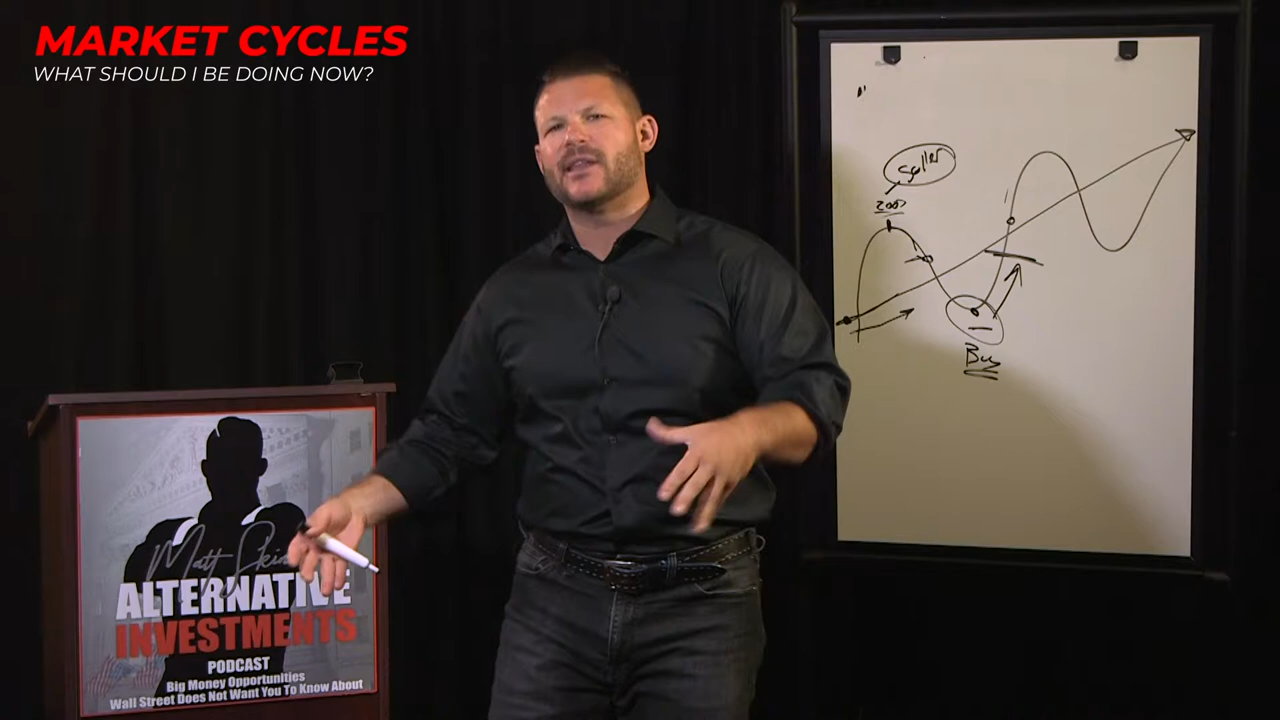 MARKET CYCLES
WHAT SHOULD I BE DOING NOW?
Seller
Buy
Matt
ALTERNATIVE
INVESTMENTS
PODCAST
Big Money Opportunities
Wall Street Does Not Want You To Know About